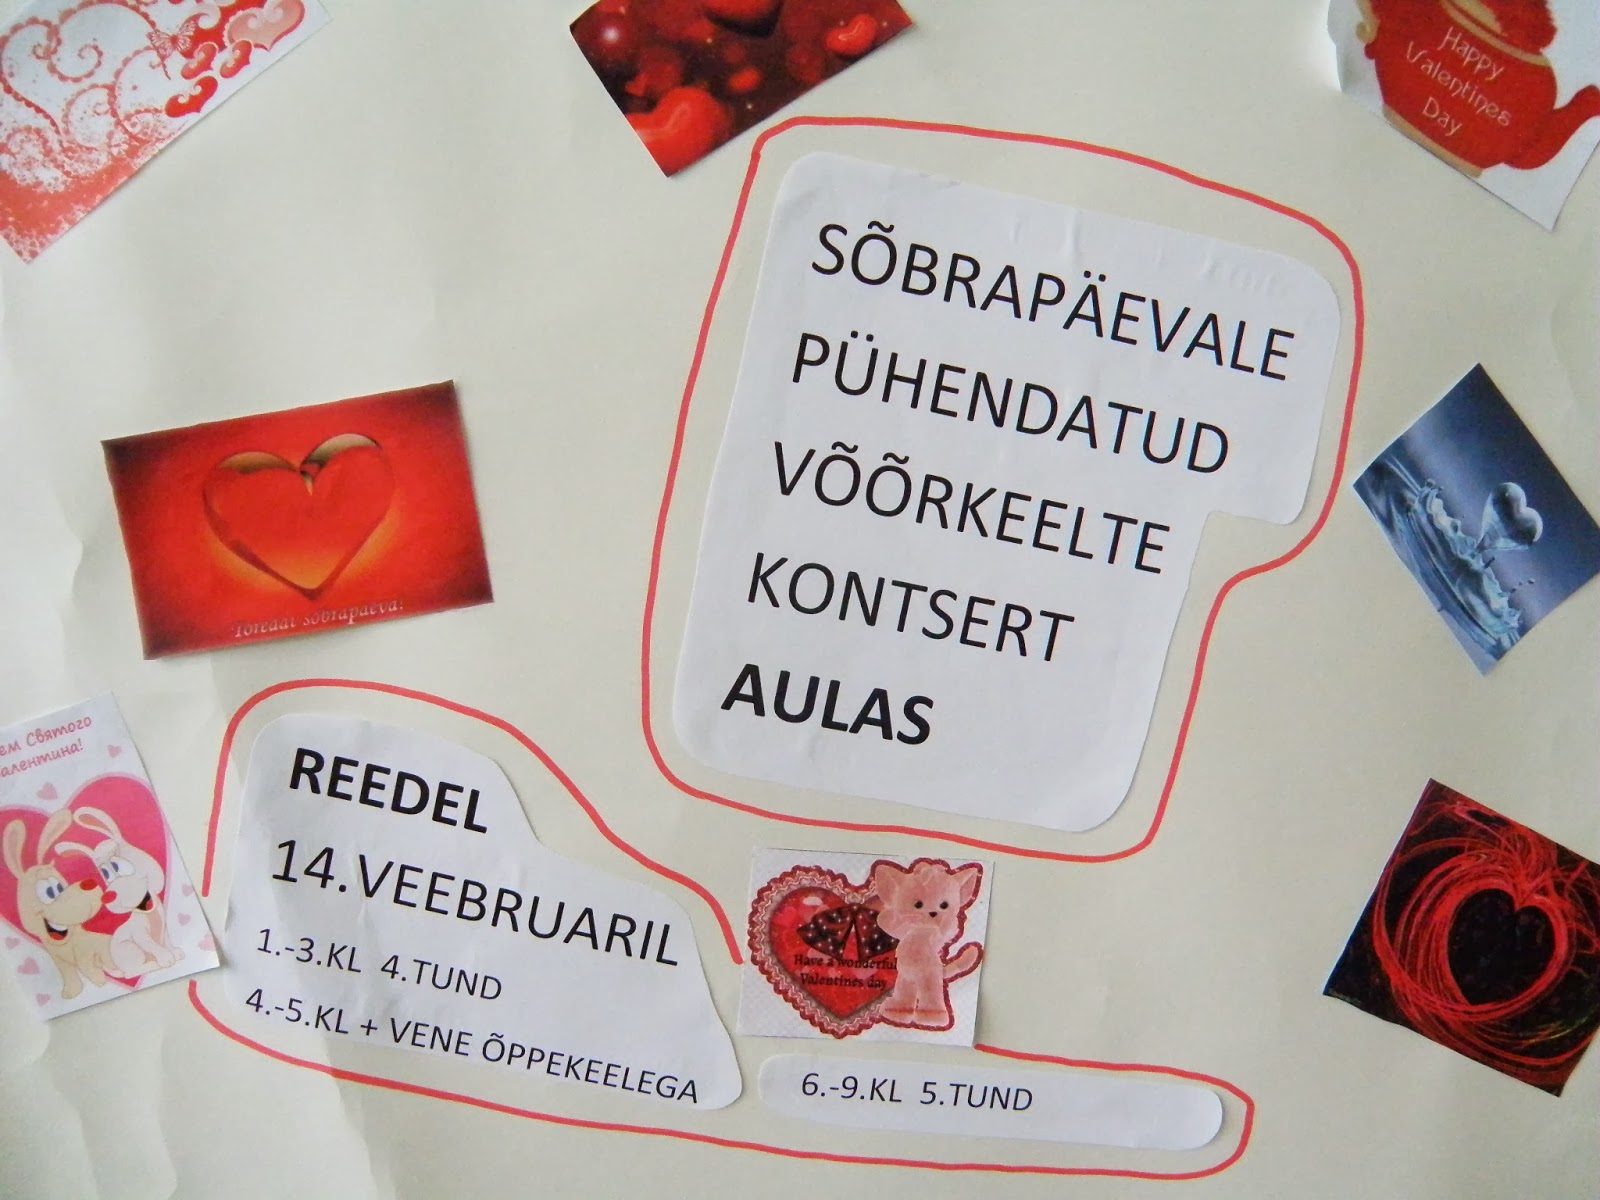 Happy
Valentines
Day
SÕBRAPÄEVALE
PÜHENDATUD
VÕÕRKEELTE
KONTSERT
AULAS
Toredat sõbrapäeva!
Святого
REEDEL
14.VEEBRUARIL
1.-3.KL 4.TUND
4.-5.KL + VENE ÕPPEKEELEGA
6.-9.KL 5.TUND
Have a wonderful
Valentines day